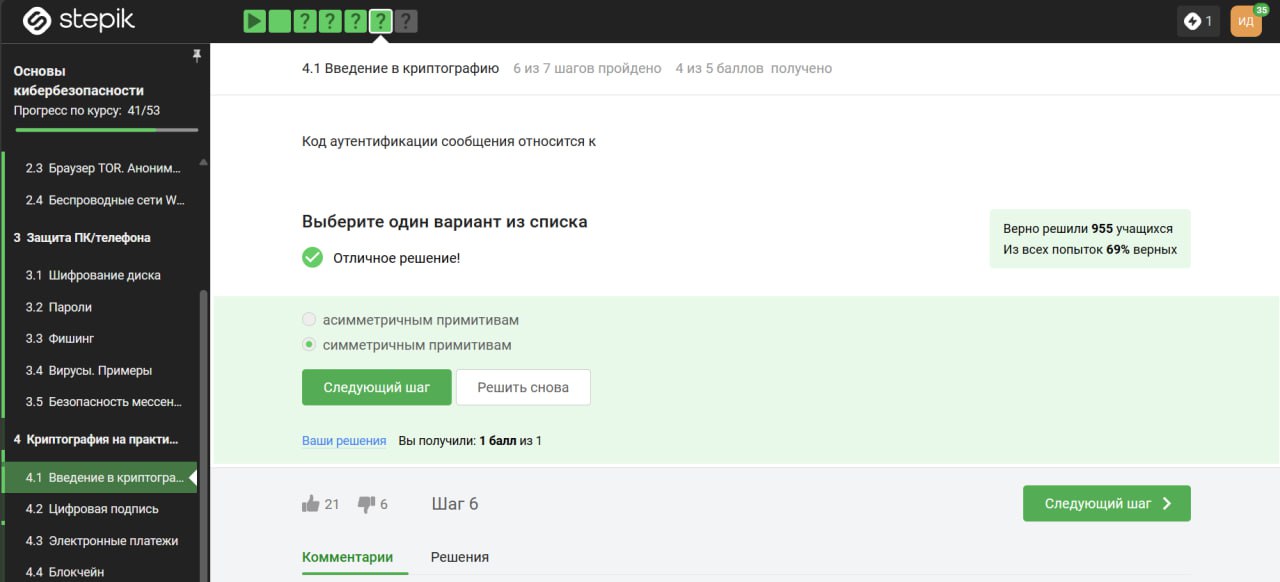 stepik
? ? ? ? ?
1
ИД
35
Основы
кибербезопасности
Прогресс по курсу: 41/53
2.3 Браузер TOR. Аноним...
2.4 Беспроводные сети W...
3 Защита ПК/телефона
3.1 Шифрование диска
3.2 Пароли
3.3 Фишинг
3.4 Вирусы. Примеры
3.5 Безопасность мессен...
4 Криптография на практи...
4.1 Введение в криптогра...
4.2 Цифровая подпись
4.3 Электронные платежи
4.4 Блокчейн
4.1 Введение в криптографию 6 из 7 шагов пройдено 4 из 5 баллов получено
Код аутентификации сообщения относится к
Выберите один вариант из списка
Отличное решение!
Верно решили 955 учащихся
Из всех попыток 69% верных
асимметричным примитивам
симметричным примитивам
Следующий шаг Решить снова
Ваши решения Вы получили: 1 балл из 1
21 6 Шаг 6
Следующий шаг
Комментарии Решения